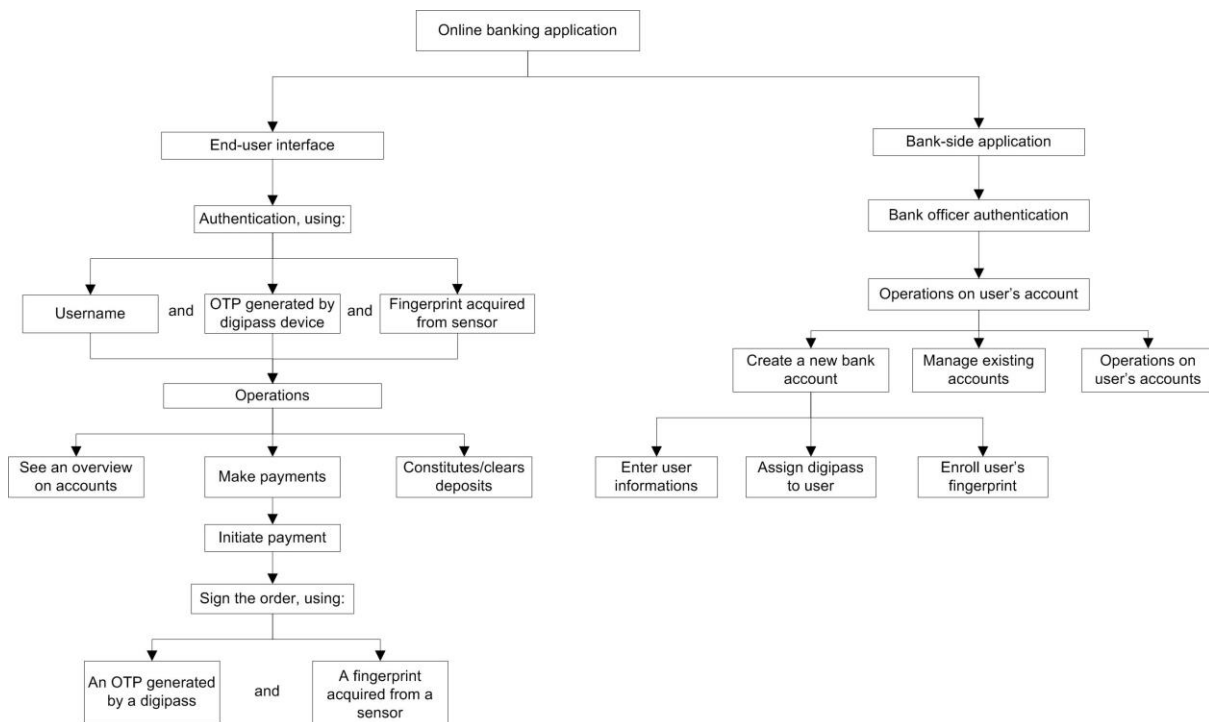 Online banking application
End-user interface
Bank-side application
Authentication, using:
Bank officer authentication
Username
and
OTP generated by
digipass device
and
Fingerprint acquired
from sensor
Operations on user's account
Create a new bank
account
Manage existing
accounts
Operations on
user's accounts
Operations
See an overview
on accounts
Make payments
Constitutes/clears
deposits
Enter user
informations
Assign digipass
to user
Enroll user's
fingerprint
Initiate payment
Sign the order, using:
An OTP generated
by a digipass
and
A fingerprint
acquired from a
sensor